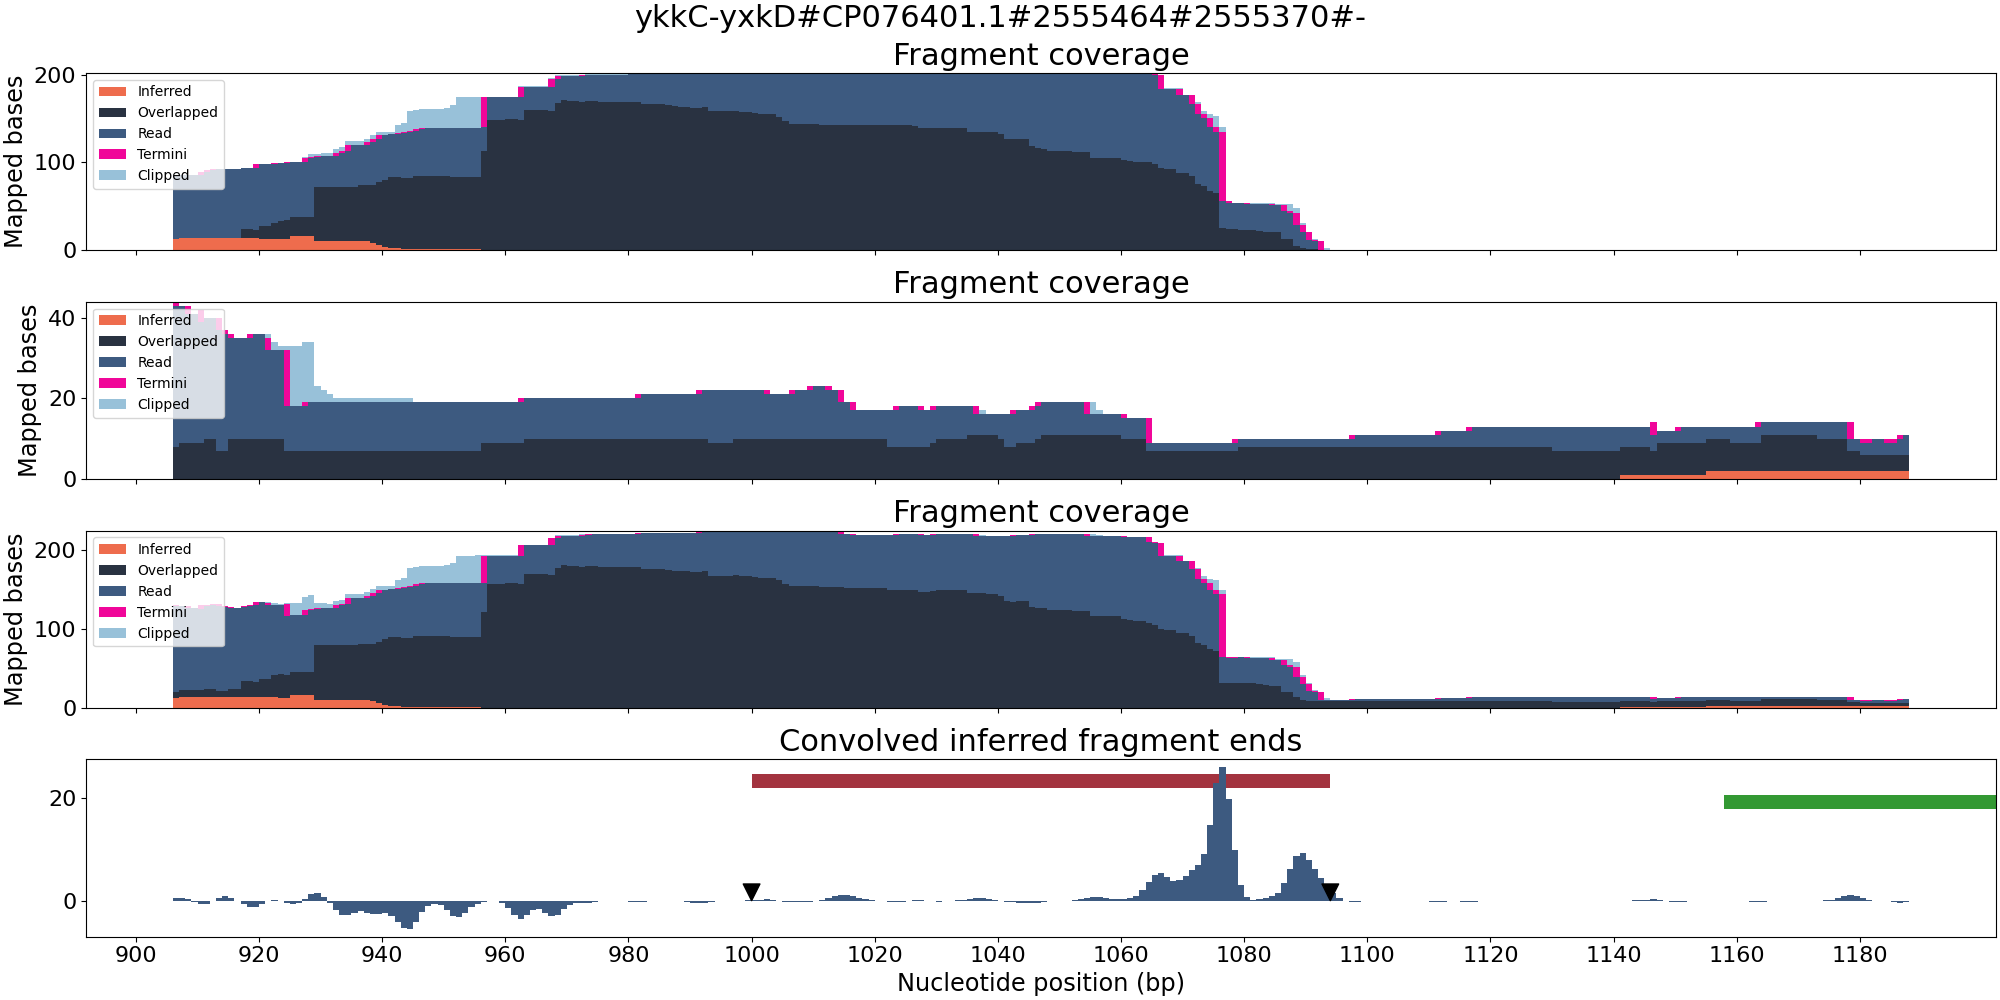 ykkC-yxkD#CP076401.1#2555464#2555370#-
Fragment coverage
Mapped bases
200
100
0
Inferred
Overlapped
Read
Termini
Clipped
Fragment coverage
Mapped bases
40
20
0
Inferred
Overlapped
Read
Termini
Clipped
Fragment coverage
Mapped bases
200
100
0
Inferred
Overlapped
Read
Termini
Clipped
Convolved inferred fragment ends
20
0
900 920 940 960 980 1000 1020 1040 1060 1080 1100 1120 1140 1160 1180
Nucleotide position (bp)